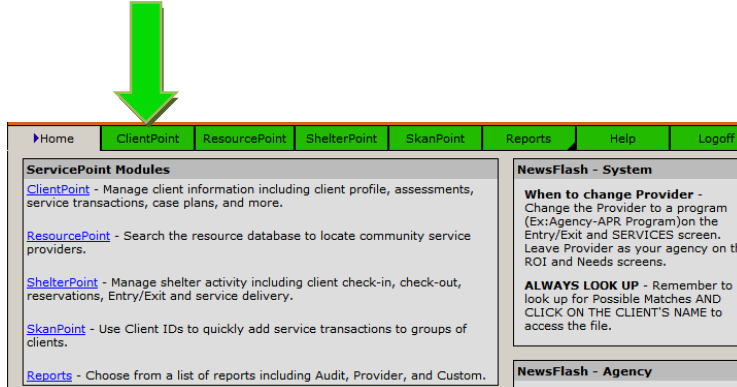 Home ClientPoint ResourcePoint ShelterPoint SkanPoint Reports Help Logoff
ServicePoint Modules
ClientPoint - Manage client information including client profile, assessments,
service transactions, case plans, and more.
ResourcePoint - Search the resource database to locate community service
providers.
ShelterPoint - Manage shelter activity including client check-in, check-out,
reservations, Entry/Exit and service delivery.
SkanPoint - Use Client IDs to quickly add service transactions to groups of
clients.
Reports - Choose from a list of reports including Audit, Provider, and Custom.
NewsFlash - System
When to change Provider -
Change the Provider to a program
(Ex:Agency-APR Program)on the
Entry/Exit and SERVICES screen.
Leave Provider as your agency on
ROI and Needs screens.
ALWAYS LOOK UP - Remember to
look up for Possible Matches AND
CLICK ON THE CLIENT'S NAME to
access the file.
NewsFlash - Agency